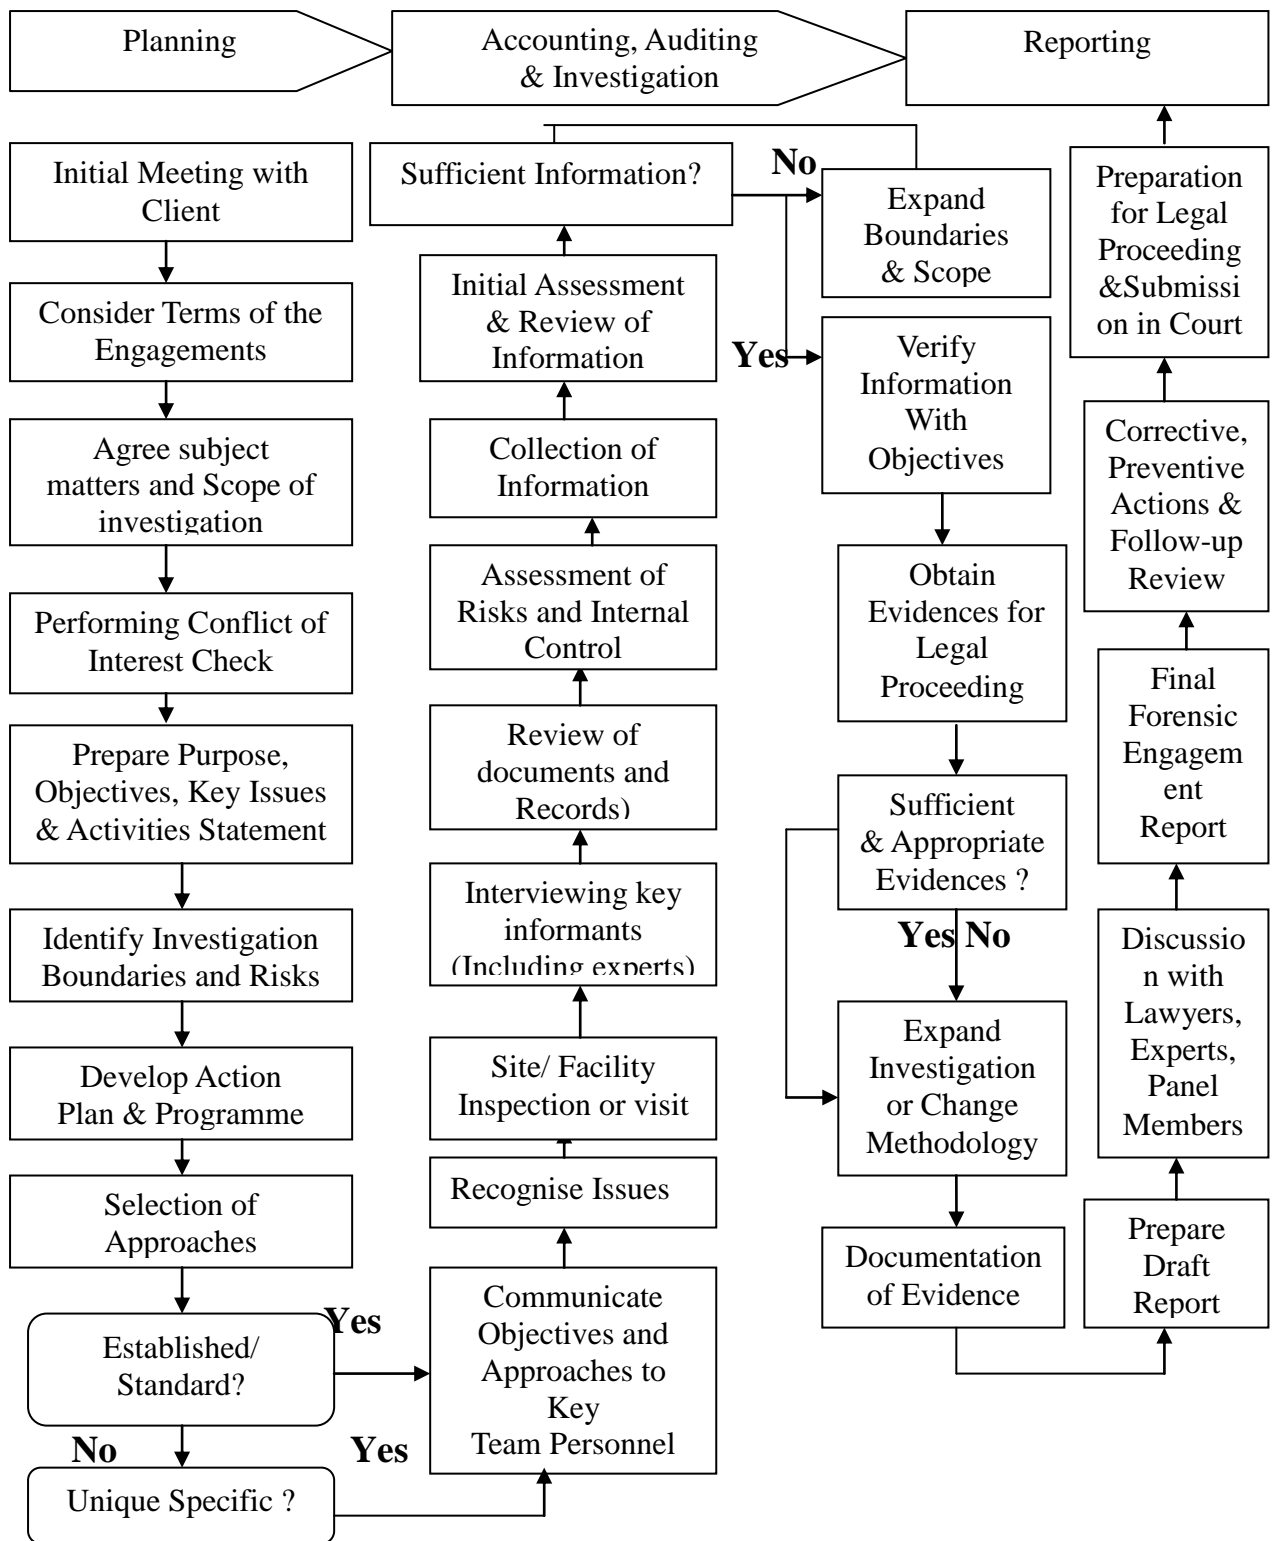 Planning
Accounting, Auditing
& Investigation
Reporting
Initial Meeting with
Client
Consider Terms of the
Engagements
Agree subject
matters and Scope of
investigation
Performing Conflict of
Interest Check
Prepare Purpose,
Objectives, Key Issues
& Activities Statement
Identify Investigation
Boundaries and Risks
Develop Action
Plan & Programme
Selection of
Approaches
Established/
Standard?
Yes
No
Unique Specific ?
Yes
Communicate
Objectives and
Approaches to
Key
Team Personnel
Recognise Issues
Site/ Facility
Inspection or visit
Interviewing key
informants
(Including experts)
Review of
documents and
Records)
Assessment of
Risks and Internal
Control
Collection of
Information
Initial Assessment
& Review of
Information
Sufficient Information?
No
Yes
Expand
Boundaries
& Scope
Verify
Information
With
Objectives
Obtain
Evidences for
Legal
Proceeding
Sufficient
& Appropriate
Evidences ?
Yes No
Expand
Investigation
or Change
Methodology
Documentation
of Evidence
Prepare
Draft
Report
Discussio
n with
Lawyers,
Experts,
Panel
Members
Final
Forensic
Engagem
ent
Report
Corrective,
Preventive
Actions &
Follow-up
Review
Preparation
for Legal
Proceeding
&Submissi
on in Court